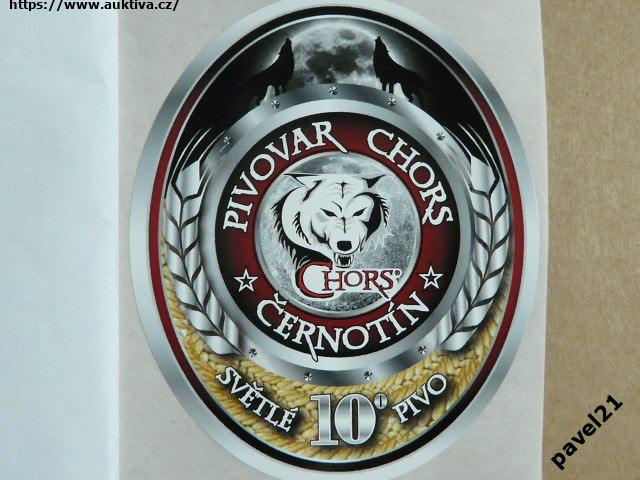 https://www.auktiva.cz/
PIVOVAR CHORS
CHORS®
ČERNOTÍN
SVĚTLÉ 10° PIVO
pavel21